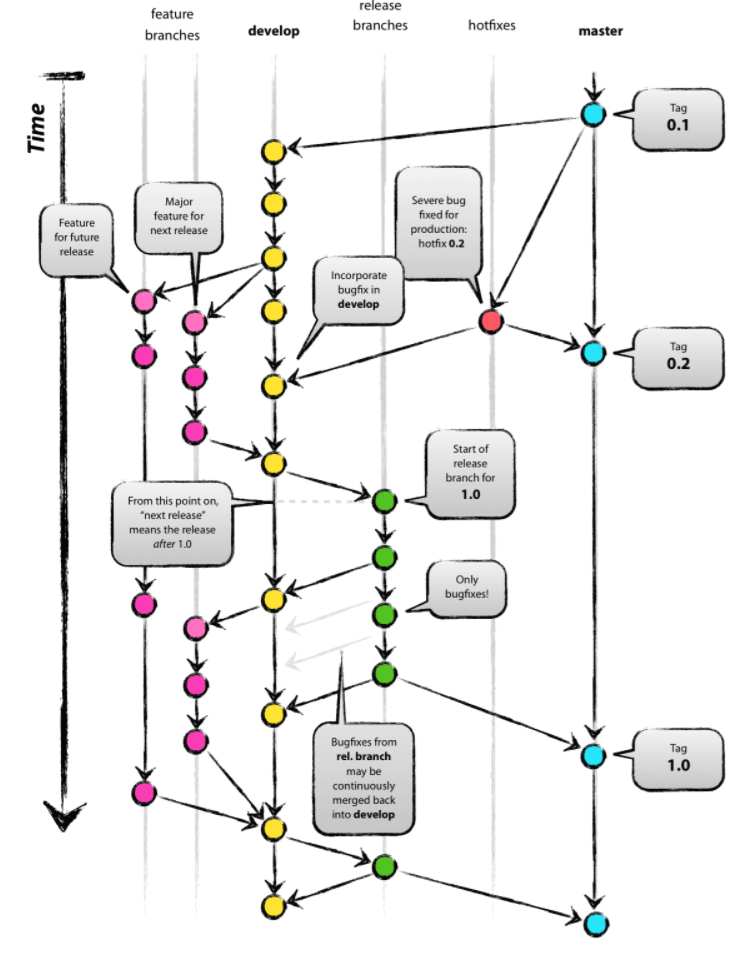 feature
branches
develop
release
branches
hotfixes
master
Time
Tag
0.1
Major
feature for
next release
Severe bug
fixed for
production:
hotfix 0.2
Feature
for future
release
Incorporate
bugfix in
develop
Tag
0.2
Start of
release
branch for
1.0
From this point on,
“next release”
means the release
after 1.0
Only
bugfixes!
Bugfixes from
rel. branch
may be
continuously
merged back
into develop
Tag
1.0